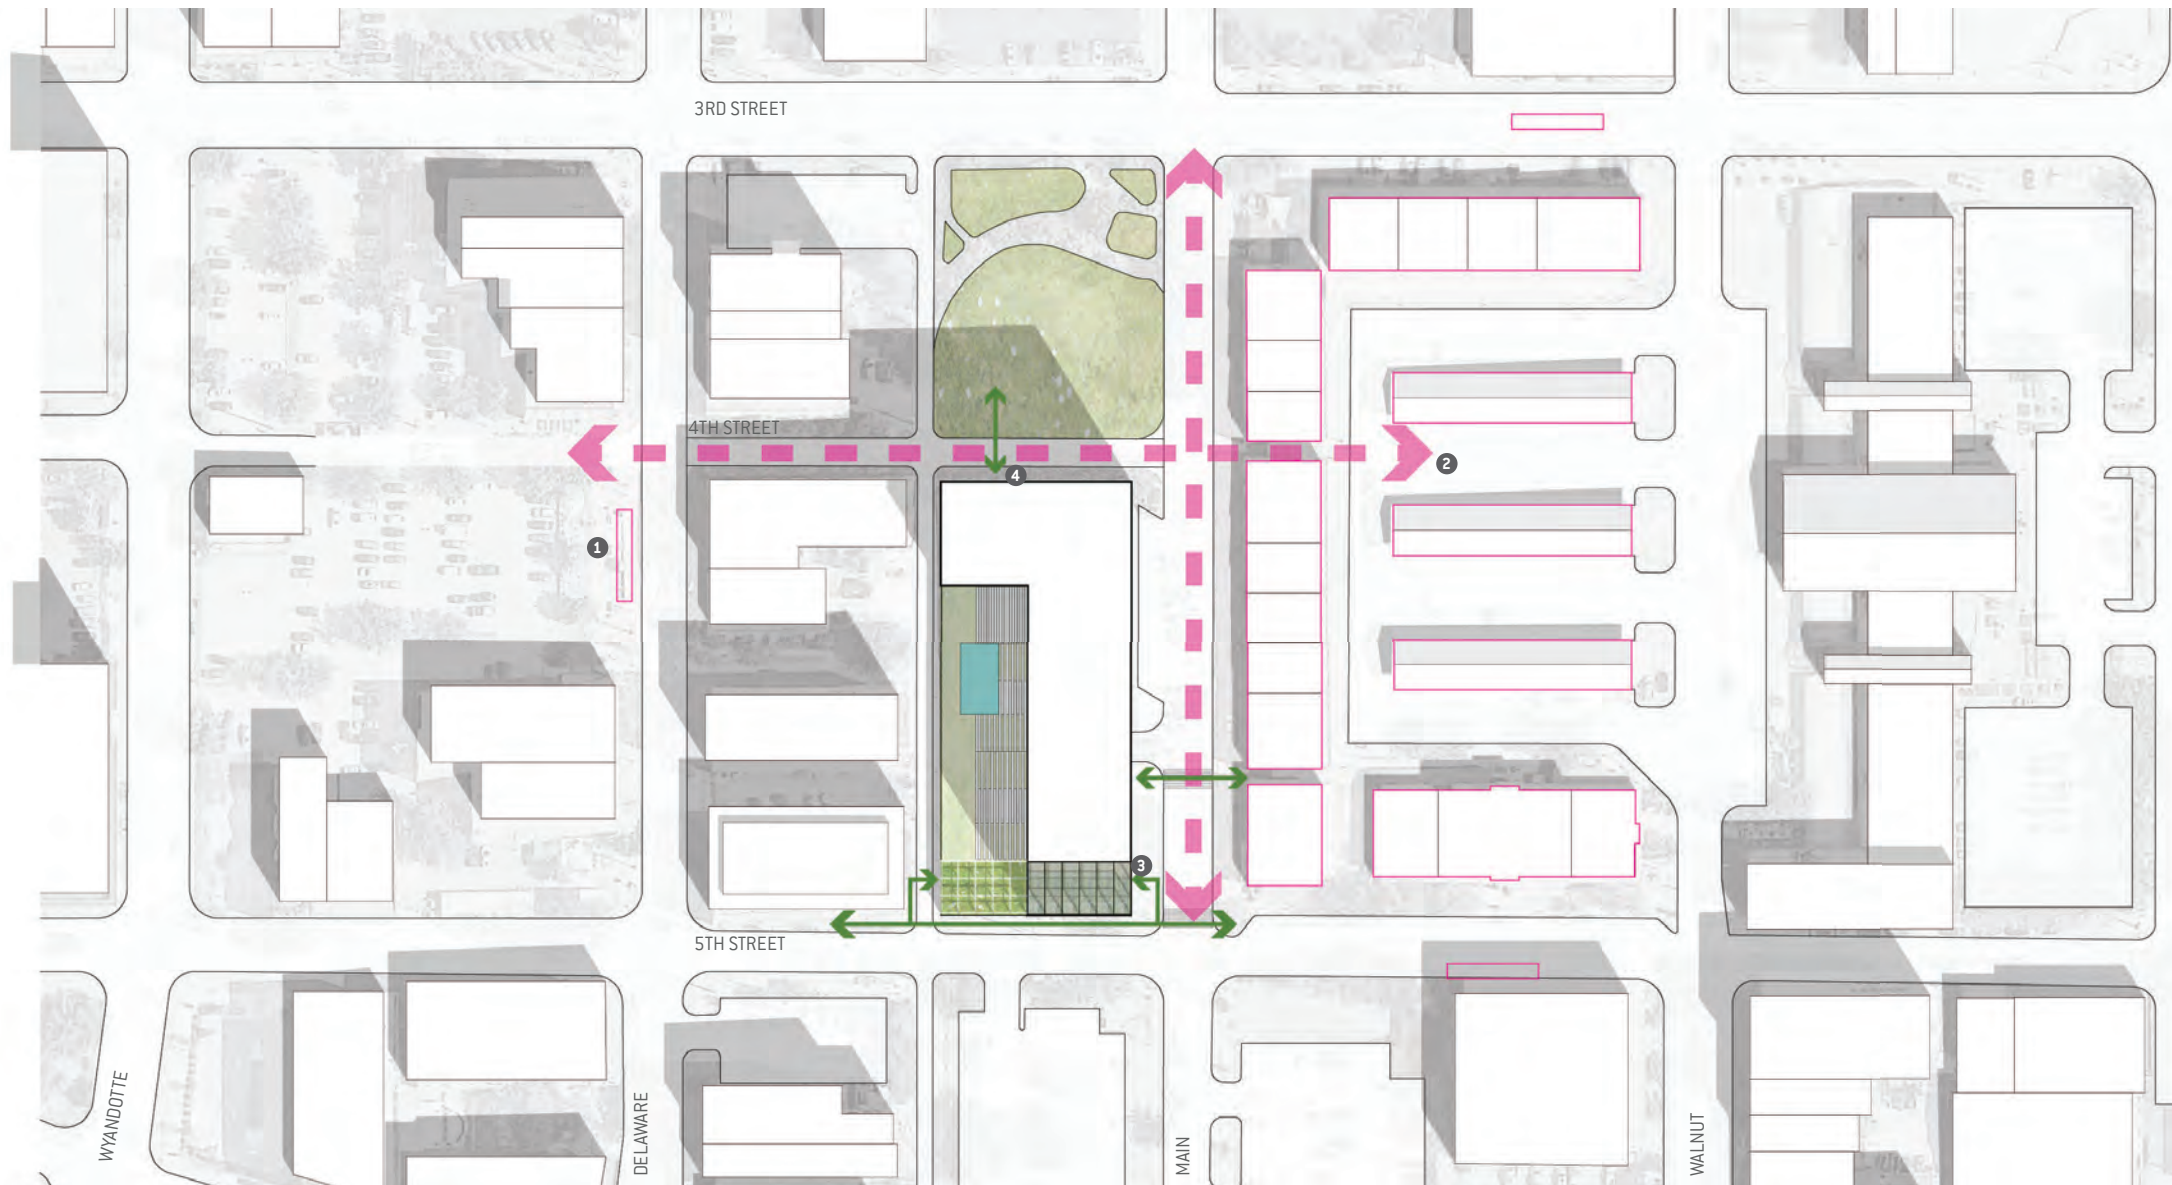 3RD STREET
4TH STREET
2
4
1
3
5TH STREET
WYANDOTTE
DELAWARE
MAIN
WALNUT